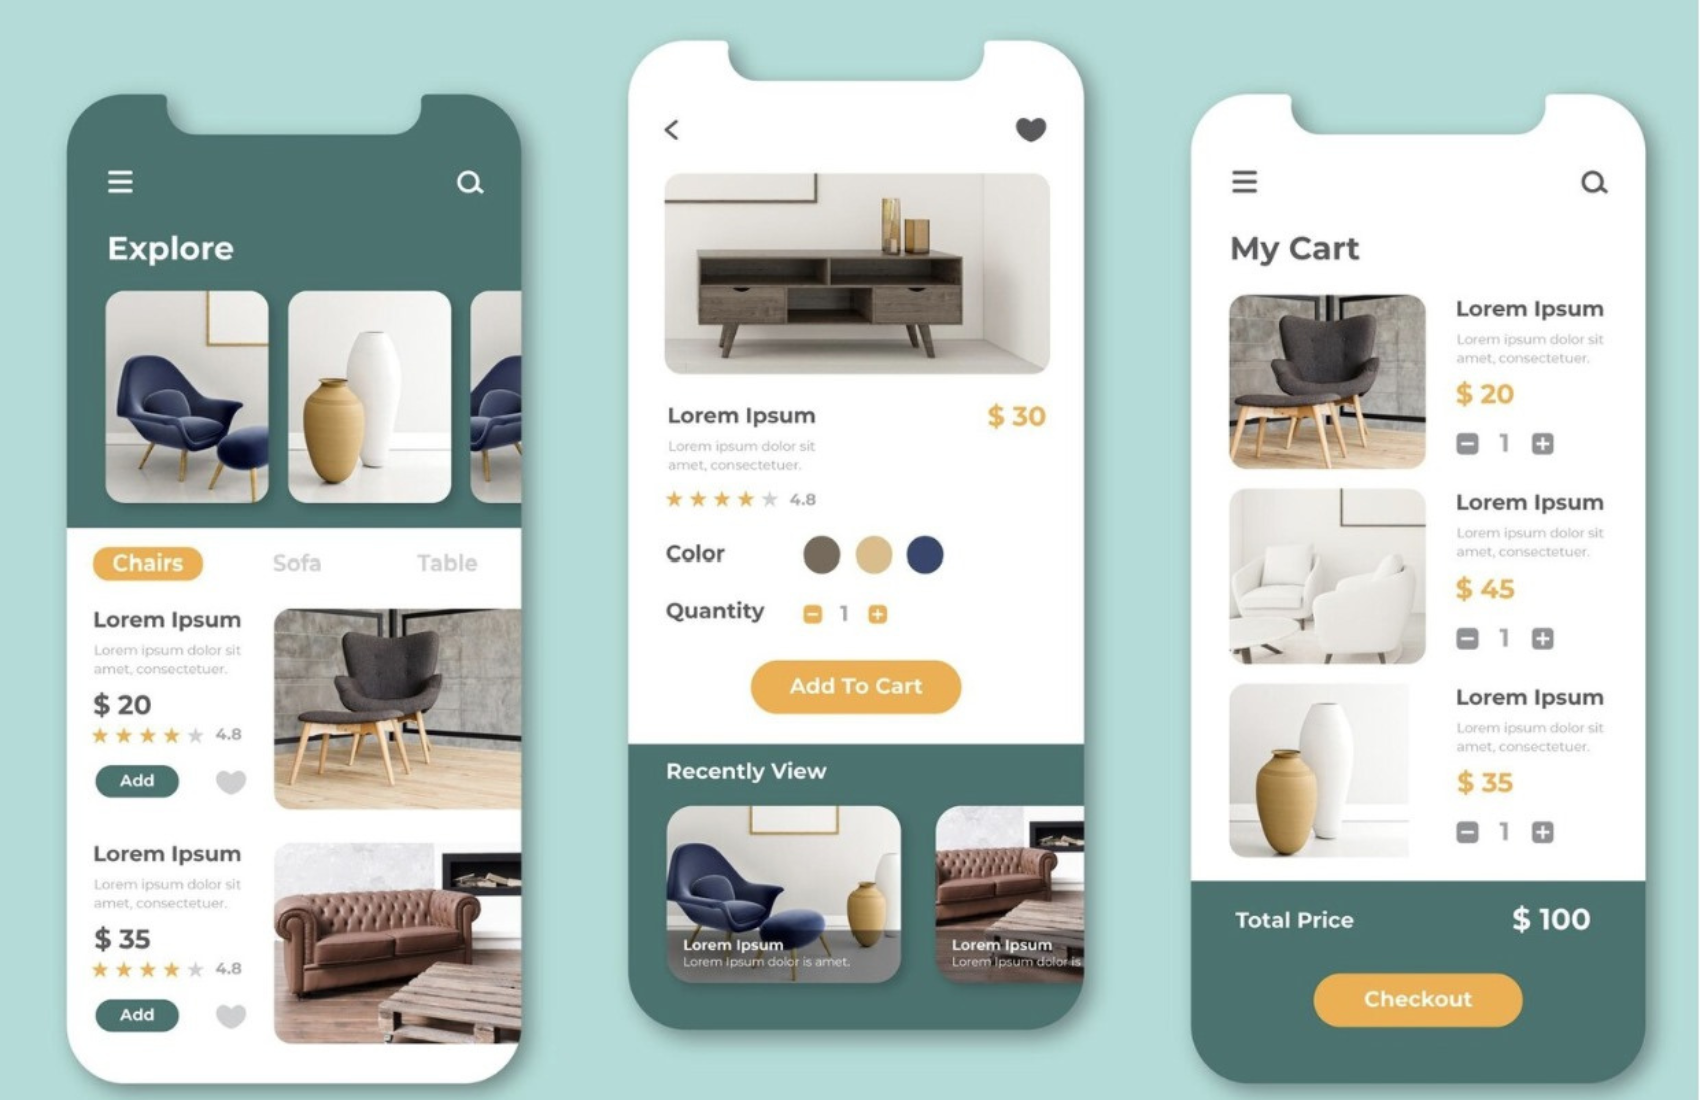 Explore
Chairs
Sofa
Table
Lorem Ipsum
Lorem ipsum dolor sit
amet, consectetuer.
$ 20
4.8
Add
Lorem Ipsum
Lorem ipsum dolor sit
amet, consectetuer.
$ 35
4.8
Add
Lorem Ipsum
$ 30
Lorem ipsum dolor sit
amet, consectetuer.
4.8
Color
Quantity
1
Add To Cart
Recently View
Lorem Ipsum
Lorem Ipsum dolor is amet.
Lorem Ipsum
Lorem Ipsum dolor is
My Cart
Lorem Ipsum
Lorem ipsum dolor sit
amet, consectetuer.
$ 20
1
Lorem Ipsum
Lorem ipsum dolor sit
amet, consectetuer.
$ 45
1
Lorem Ipsum
Lorem ipsum dolor sit
amet, consectetuer.
$ 35
1
Total Price
$ 100
Checkout